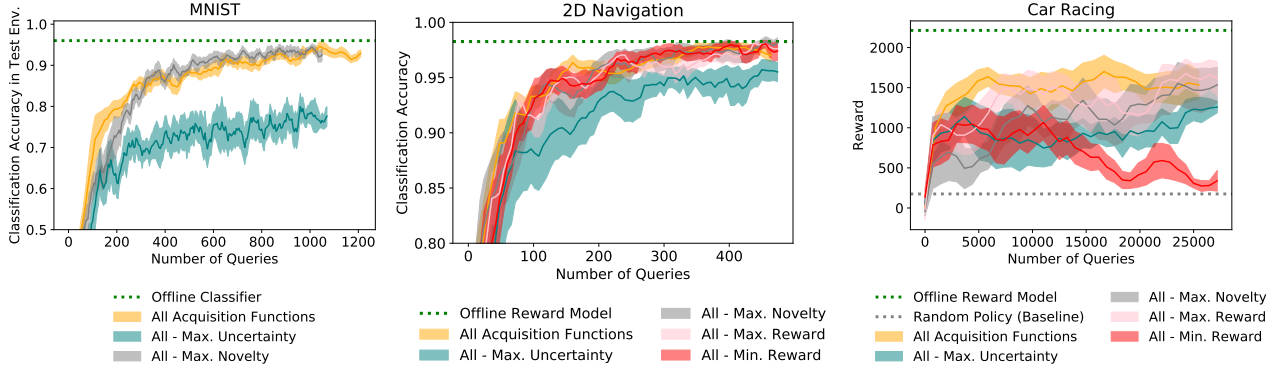 MNIST
Classification Accuracy in Test Env.
1.0
0.9
0.8
0.7
0.6
0.5
0 200 400 600 800 1000 1200
Number of Queries
Offline Classifier
All Acquisition Functions
All - Max. Uncertainty
All - Max. Novelty
2D Navigation
Classification Accuracy
1.00
0.95
0.90
0.85
0.80
0 100 200 300 400
Number of Queries
Offline Reward Model
All Acquisition Functions
All - Max. Uncertainty
All - Max. Novelty
All - Max. Reward
All - Min. Reward
Car Racing
Reward
2000
1500
1000
500
0
0 5000 10000 15000 20000 25000
Number of Queries
Offline Reward Model
Random Policy (Baseline)
All Acquisition Functions
All - Max. Uncertainty
All - Max. Novelty
All - Max. Reward
All - Min. Reward